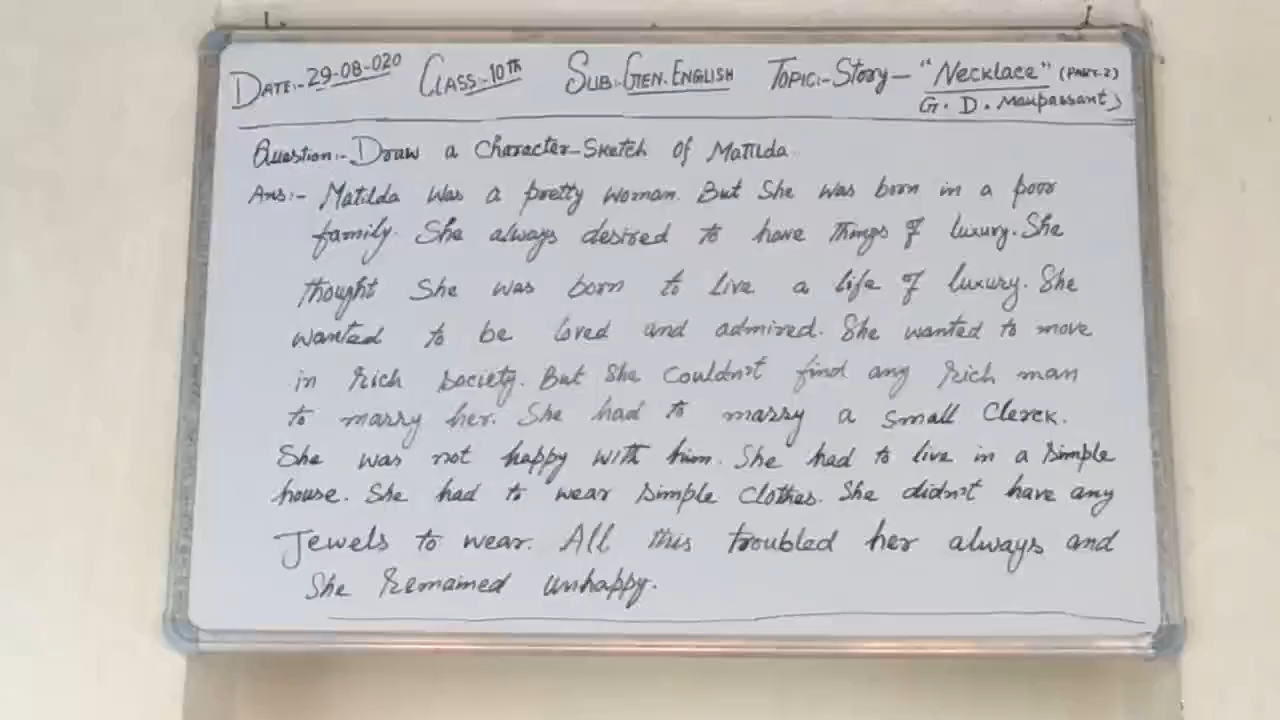 DATE:- 29-08-020 CLASS:- 10th SUB:- GEN. ENGLISH TOPIC:- Story - "Necklace" (PART-2)
G. D. Maupassant)
Question:- Draw a Character-Sketch of Matilda.
Ans:- Matilda was a pretty woman. But She was born in a poor
family. She always desired to have things of luxury. She
thought She was born to live a life of luxury. She
wanted to be loved and admired. She wanted to move
in rich society. But She couldn't find any rich man
to marry her. She had to marry a small clerck.
She was not happy with him. She had to live in a simple
house. She had to wear simple clothes. She didn't have any
Jewels to wear. All this troubled her always and
She remained unhappy.